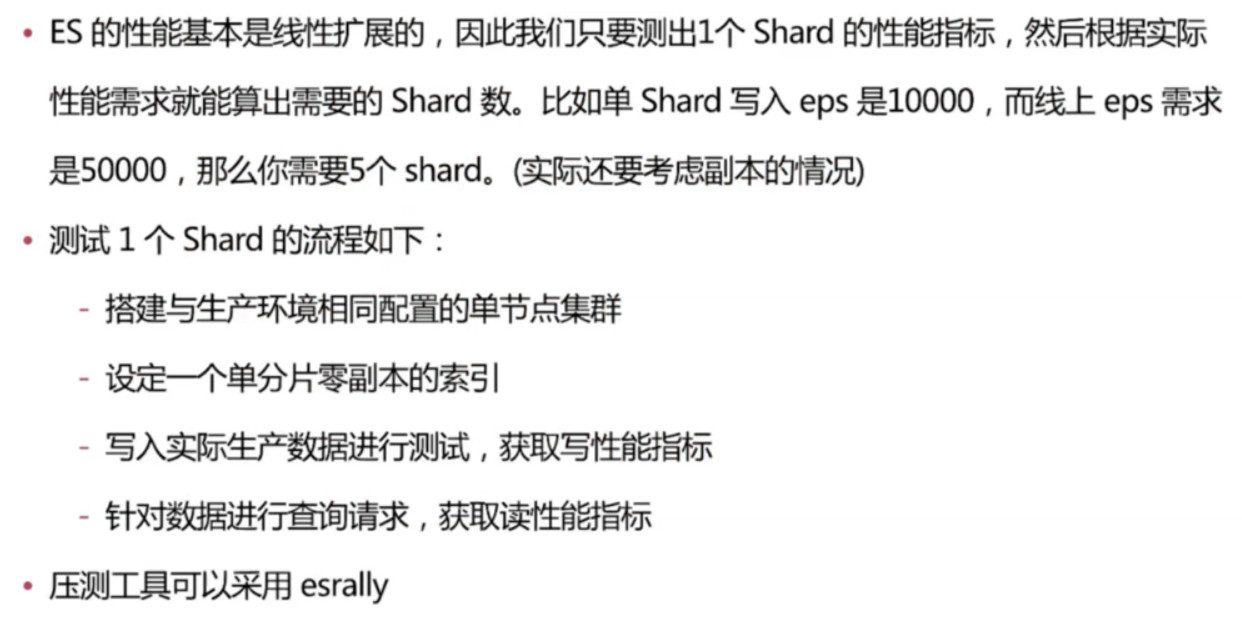 • ES 的性能基本是线性扩展的，因此我们只要测出1个 Shard 的性能指标，然后根据实际
性能需求就能算出需要的 Shard 数。比如单 Shard 写入 eps 是10000，而线上 eps 需求
是50000，那么你需要5个 shard。(实际还要考虑副本的情况)
• 测试 1 个 Shard 的流程如下：
- 搭建与生产环境相同配置的单节点集群
- 设定一个单分片零副本的索引
- 写入实际生产数据进行测试，获取写性能指标
- 针对数据进行查询请求，获取读性能指标
• 压测工具可以采用 esrally